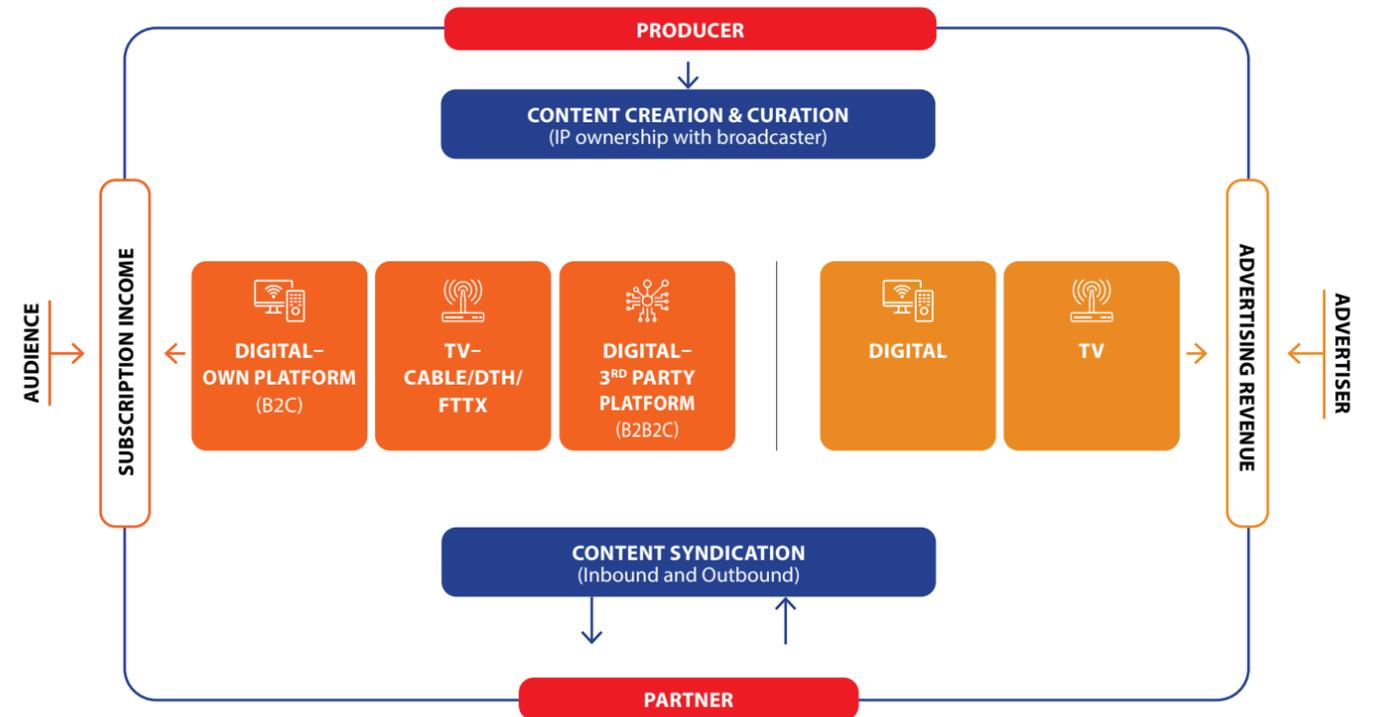 PRODUCER
CONTENT CREATION & CURATION
(IP ownership with broadcaster)
AUDIENCE
SUBSCRIPTION INCOME
DIGITAL–
OWN PLATFORM
(B2C)
TV–
CABLE/DTH/
FTTX
DIGITAL–
3RD PARTY
PLATFORM
(B2B2C)
DIGITAL
TV
ADVERTISING REVENUE
ADVERTISER
CONTENT SYNDICATION
(Inbound and Outbound)
PARTNER